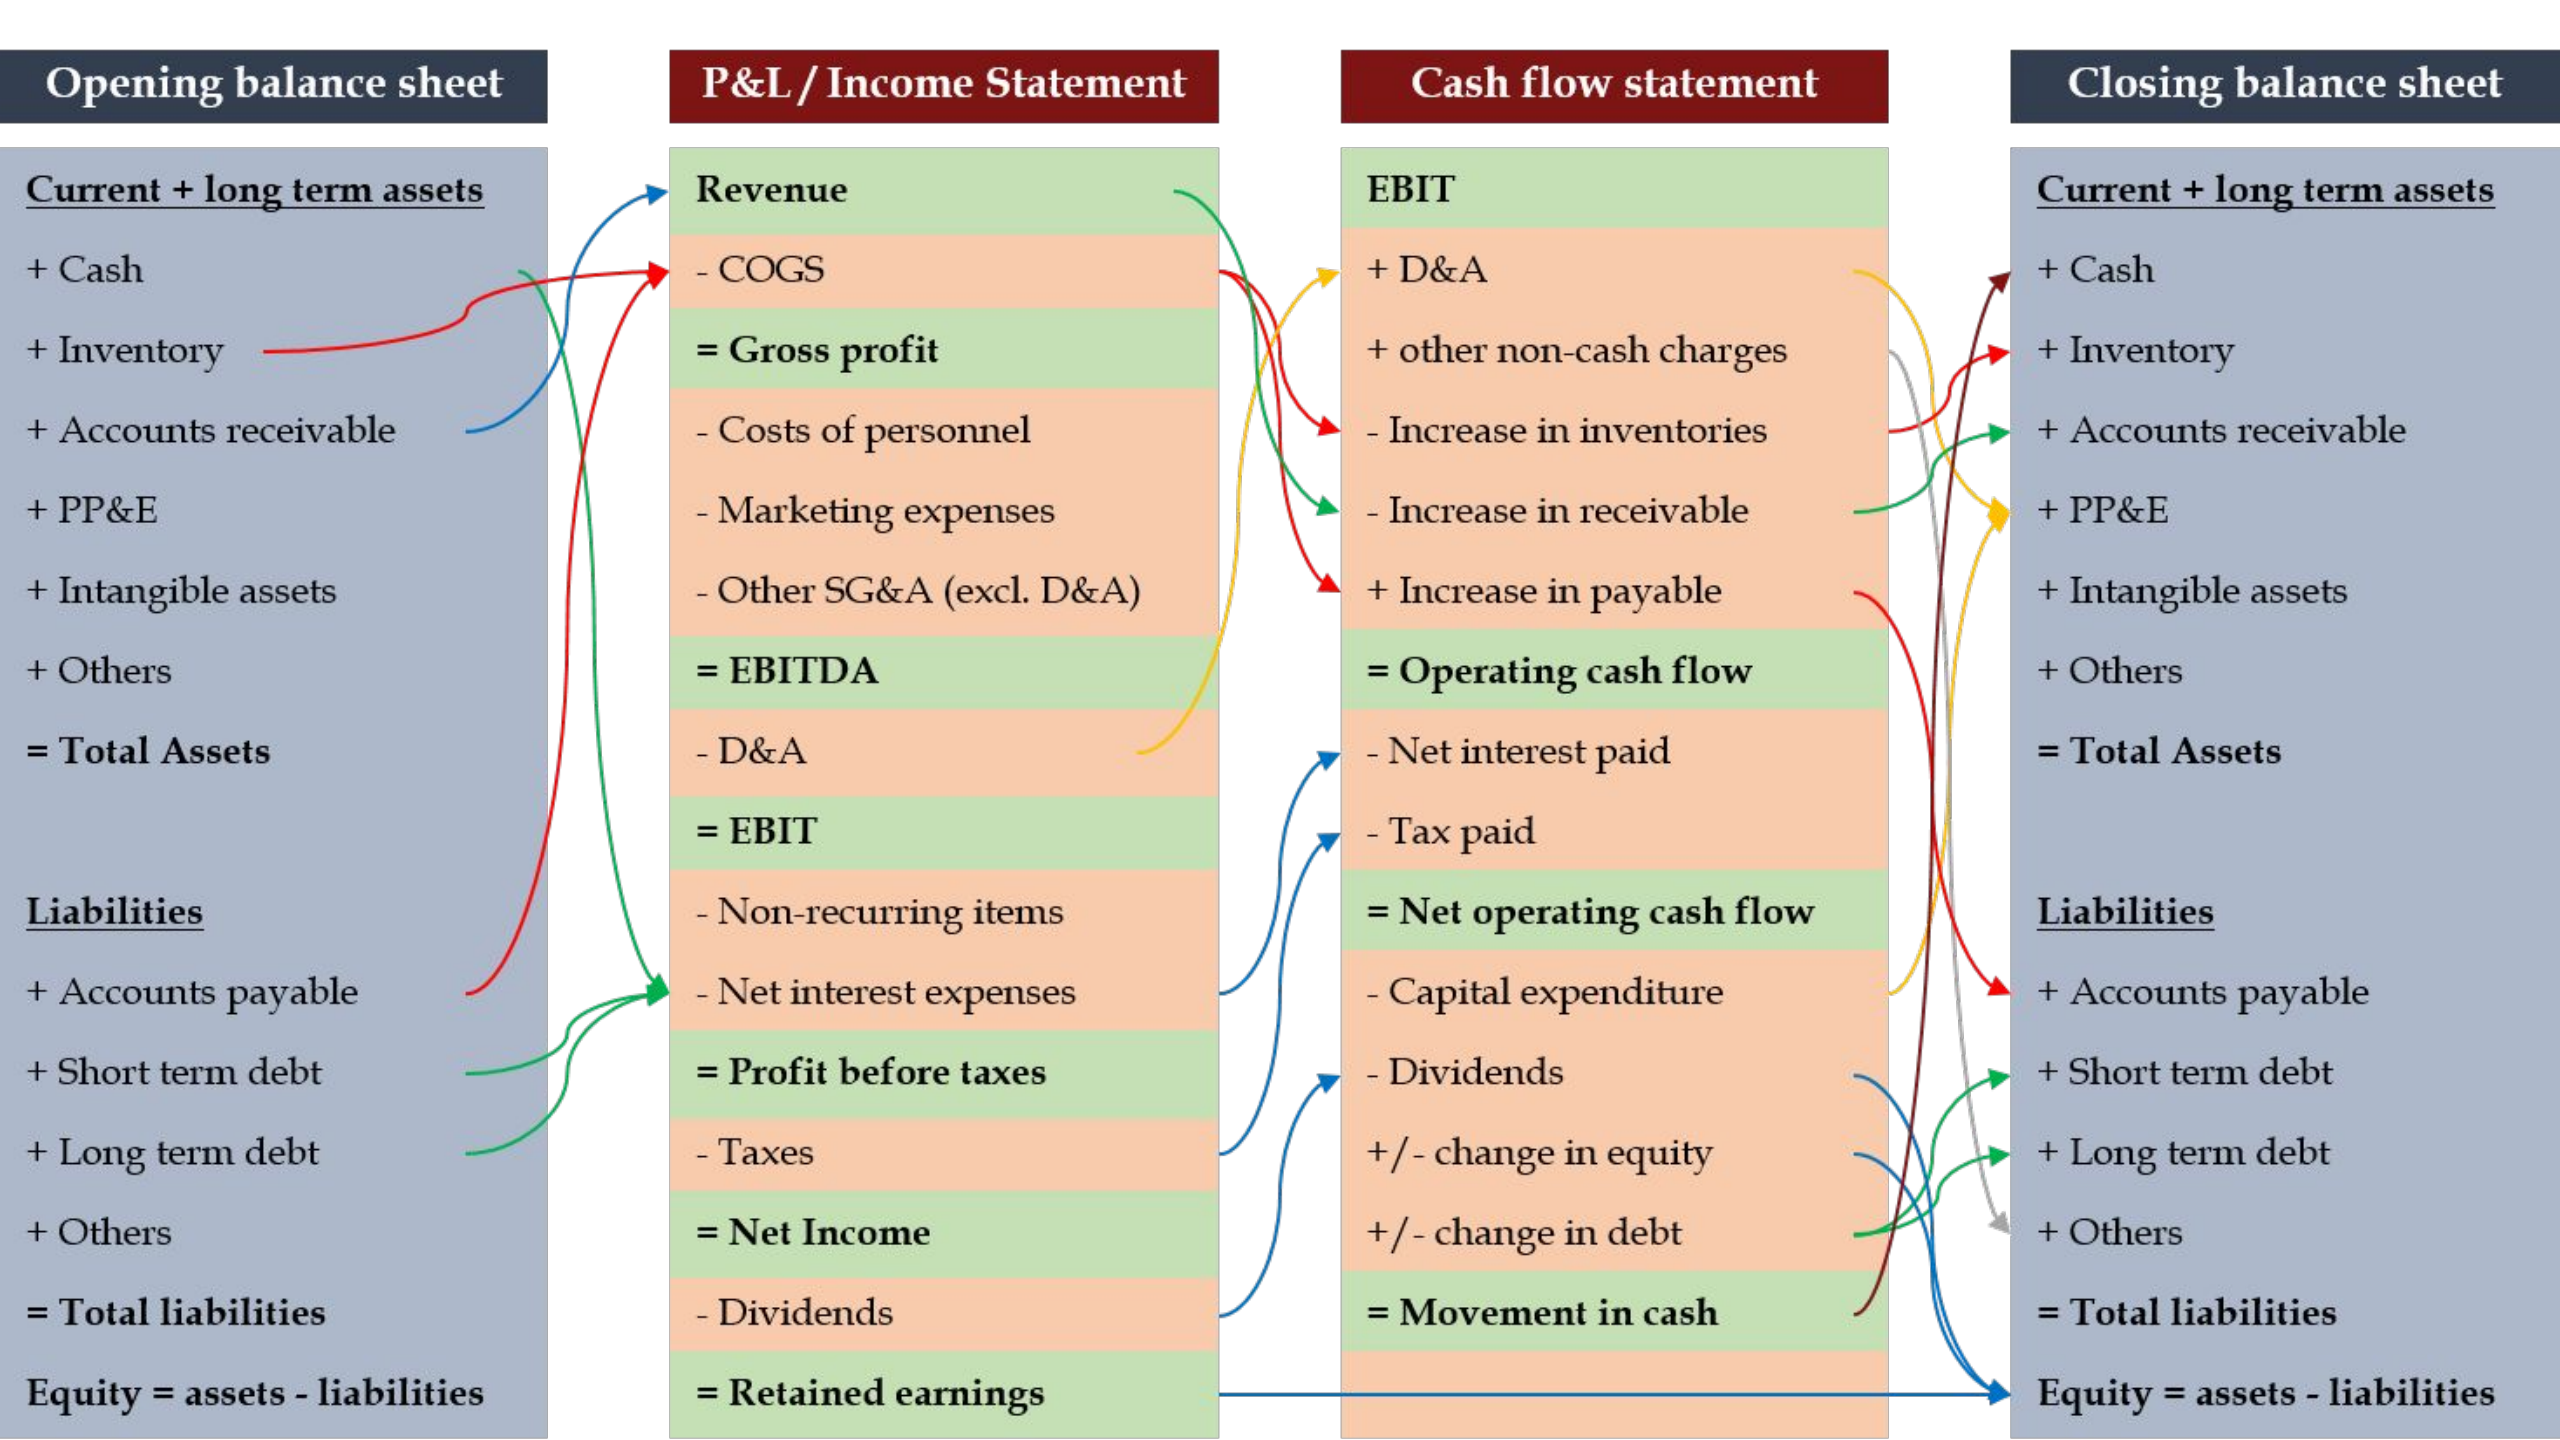 Opening balance sheet
Current + long term assets
+ Cash
+ Inventory
+ Accounts receivable
+ PP&E
+ Intangible assets
+ Others
= Total Assets
Liabilities
+ Accounts payable
+ Short term debt
+ Long term debt
+ Others
= Total liabilities
Equity = assets - liabilities
P&L / Income Statement
Revenue
- COGS
= Gross profit
- Costs of personnel
- Marketing expenses
- Other SG&A (excl. D&A)
= EBITDA
- D&A
= EBIT
- Non-recurring items
- Net interest expenses
= Profit before taxes
- Taxes
= Net Income
- Dividends
= Retained earnings
Cash flow statement
EBIT
+ D&A
+ other non-cash charges
- Increase in inventories
- Increase in receivable
+ Increase in payable
= Operating cash flow
- Net interest paid
- Tax paid
= Net operating cash flow
- Capital expenditure
- Dividends
+/- change in equity
+/- change in debt
= Movement in cash
Closing balance sheet
Current + long term assets
+ Cash
+ Inventory
+ Accounts receivable
+ PP&E
+ Intangible assets
+ Others
= Total Assets
Liabilities
+ Accounts payable
+ Short term debt
+ Long term debt
+ Others
= Total liabilities
Equity = assets - liabilities